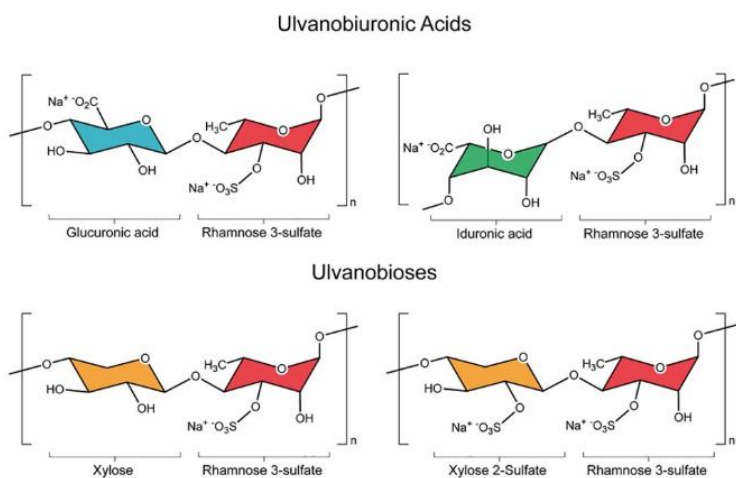 Ulvanobiuronic Acids
Na⁺ ⁻O₂C
O
O
HO
OH
O
H₃C
O
O
O
Na⁺ ⁻O₃S
OH
n
Glucuronic acid
Rhamnose 3-sulfate
Na⁺ ⁻O₂C
OH
O
O
OH
O
H₃C
O
O
O
Na⁺ ⁻O₃S
OH
n
Iduronic acid
Rhamnose 3-sulfate
Ulvanobioses
O
O
HO
OH
O
H₃C
O
O
O
Na⁺ ⁻O₃S
OH
n
Xylose
Rhamnose 3-sulfate
O
O
HO
O
Na⁺ ⁻O₃S
O
H₃C
O
O
O
Na⁺ ⁻O₃S
OH
n
Xylose 2-Sulfate
Rhamnose 3-sulfate